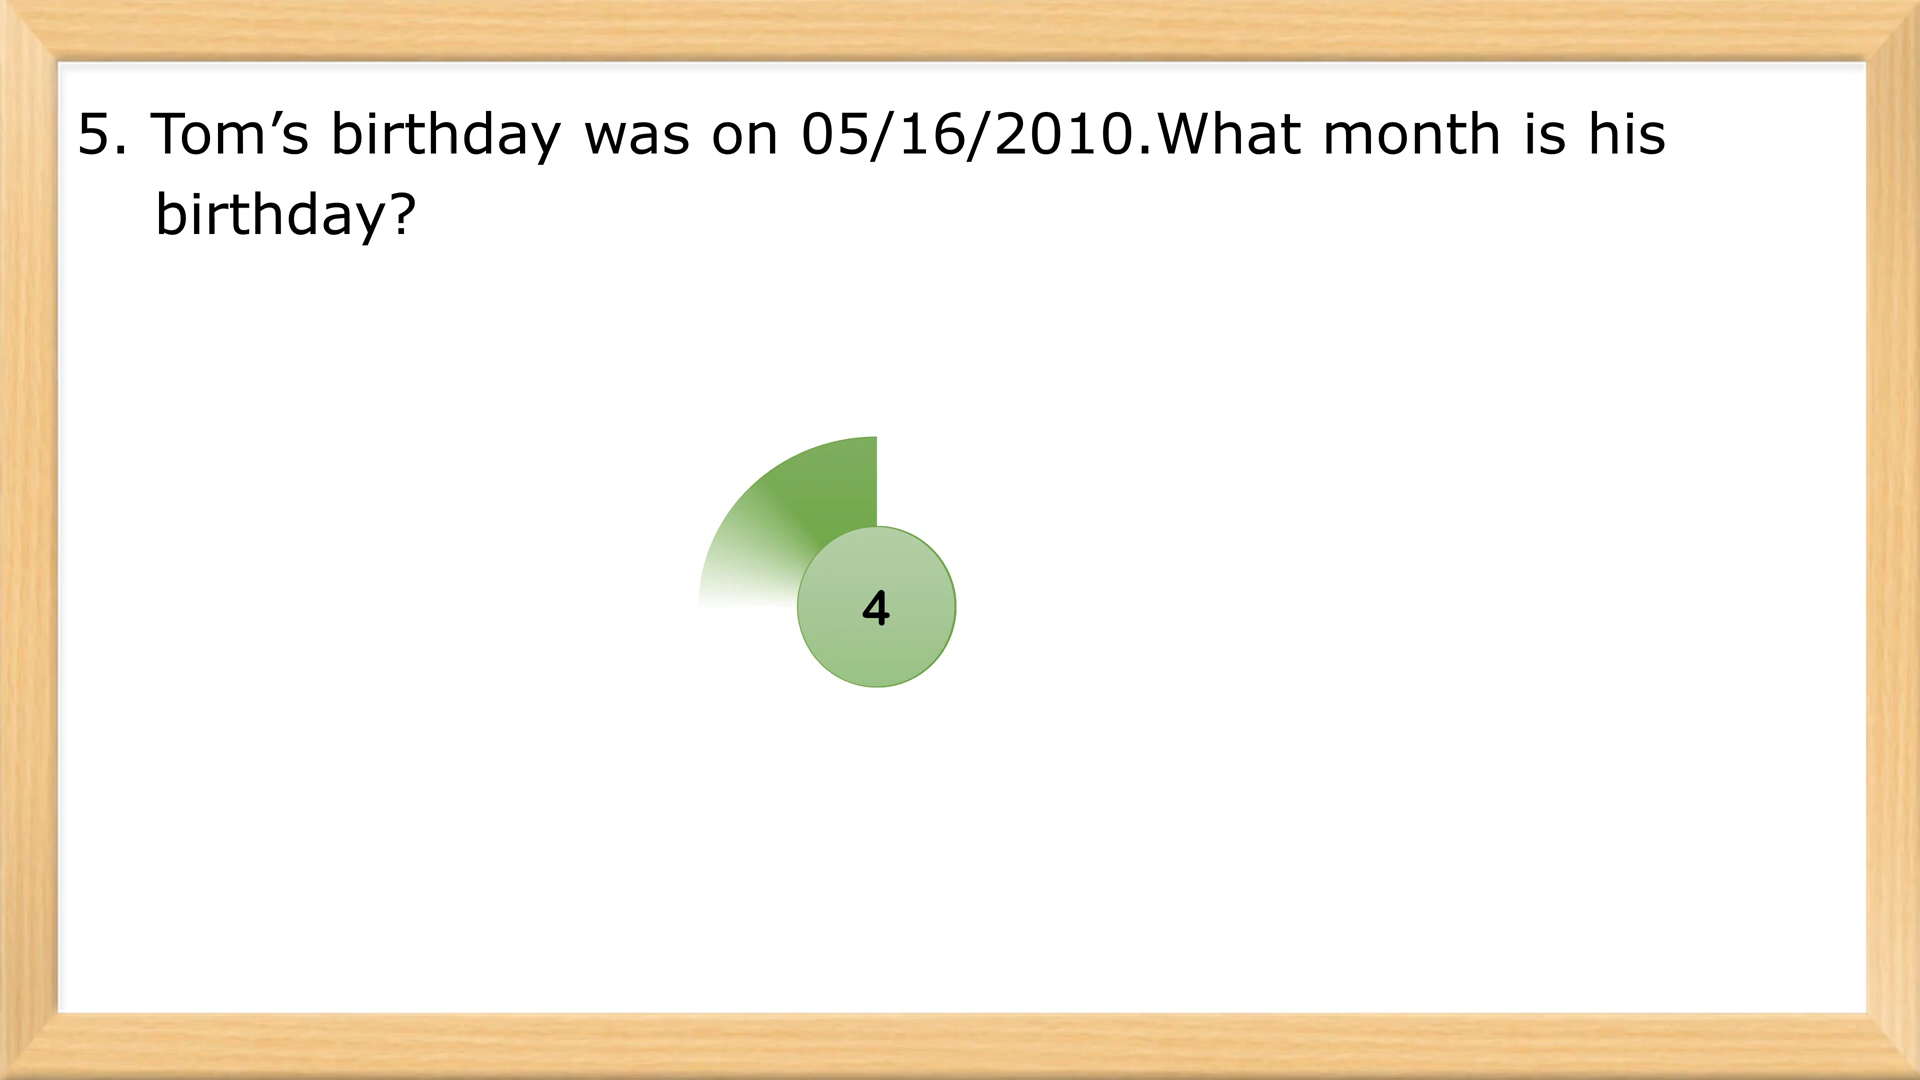 5. Tom’s birthday was on 05/16/2010.What month is his
birthday?
4